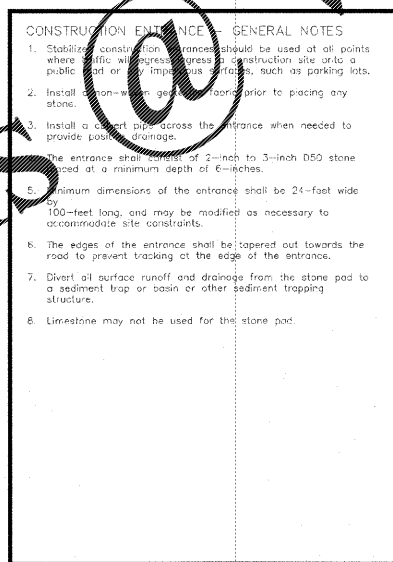 CONSTRUCTION ENTRANCE – GENERAL NOTES
1. Stabilized construction entrances should be used at all points
where traffic will egress/ingress a construction site onto a
public road or any impervious surfaces, such as parking lots.
2. Install a non-woven geotextile fabric prior to placing any
stone.
3. Install a culvert pipe across the entrance when needed to
provide positive drainage.
The entrance shall consist of 2-inch to 3-inch D50 stone
placed at a minimum depth of 6-inches.
5. Minimum dimensions of the entrance shall be 24-feet wide
by
100-feet long, and may be modified as necessary to
accommodate site constraints.
6. The edges of the entrance shall be tapered out towards the
road to prevent tracking at the edge of the entrance.
7. Divert all surface runoff and drainage from the stone pad to
a sediment trap or basin or other sediment trapping
structure.
8. Limestone may not be used for the stone pad.
S@